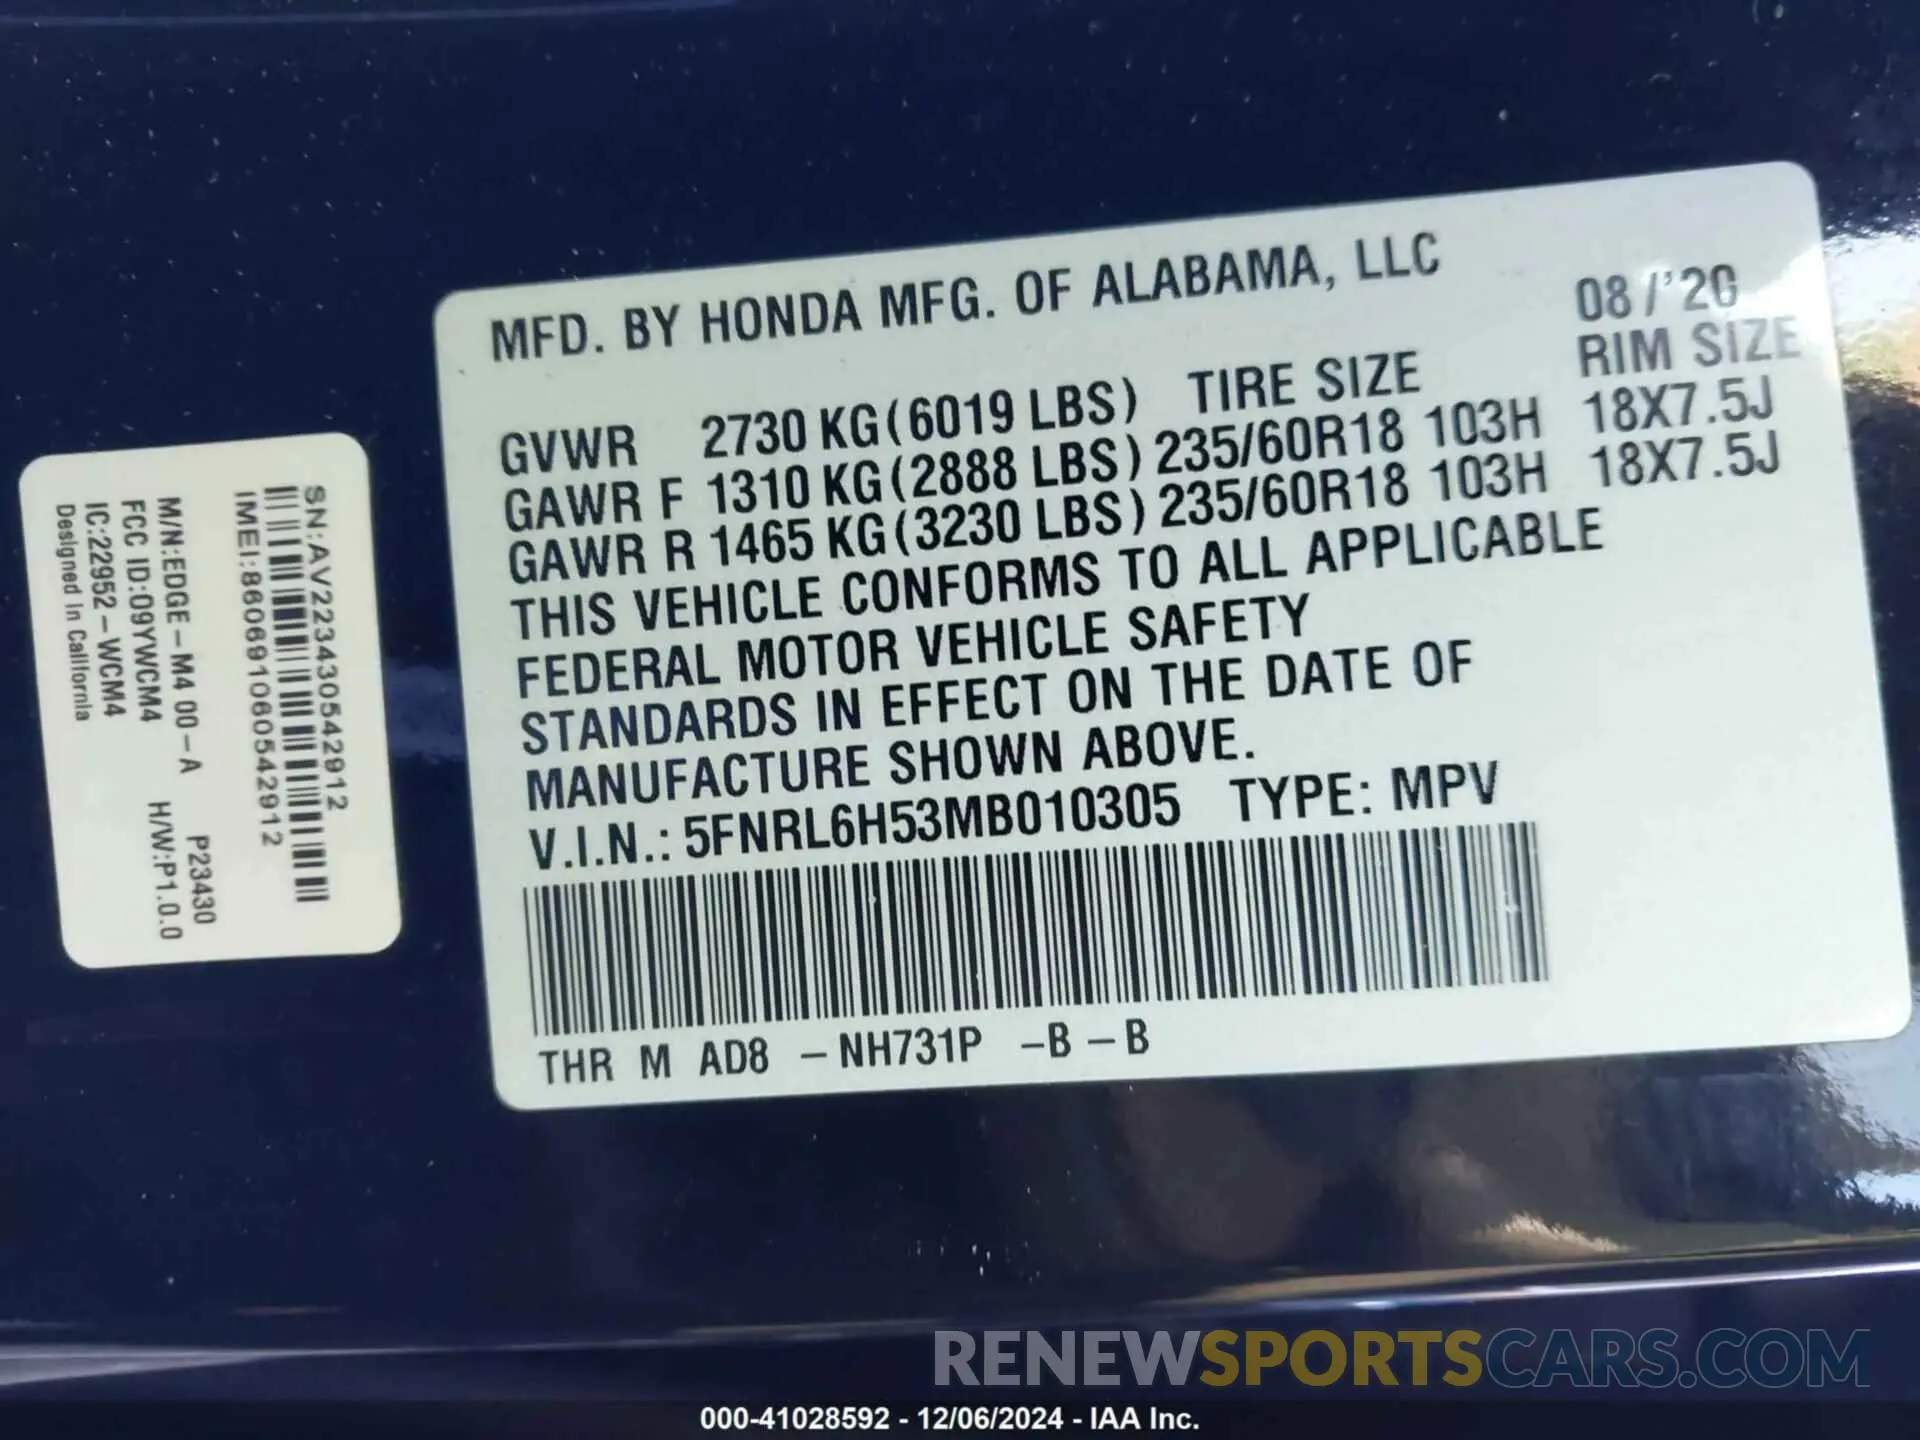 MFD. BY HONDA MFG. OF ALABAMA, LLC
08/'20
GVWR 2730 KG(6019 LBS) TIRE SIZE RIM SIZE
GAWR F 1310 KG(2888 LBS) 235/60R18 103H 18X7.5J
GAWR R 1465 KG(3230 LBS) 235/60R18 103H 18X7.5J
THIS VEHICLE CONFORMS TO ALL APPLICABLE
FEDERAL MOTOR VEHICLE SAFETY
STANDARDS IN EFFECT ON THE DATE OF
MANUFACTURE SHOWN ABOVE.
V.I.N.: 5FNRL6H53MB010305 TYPE: MPV
THR M AD8 -NH731P -B-B
SN:AV223430542912
IMEI:860691060542912
P23430
M/N:EDGE-M4 00-A H/W:P1.0.0
FCC ID:09YWCM4
IC:22952-WCM4
Designed In California
RENEWSPORTSCARS.COM
000-41028592 - 12/06/2024 - IAA Inc.